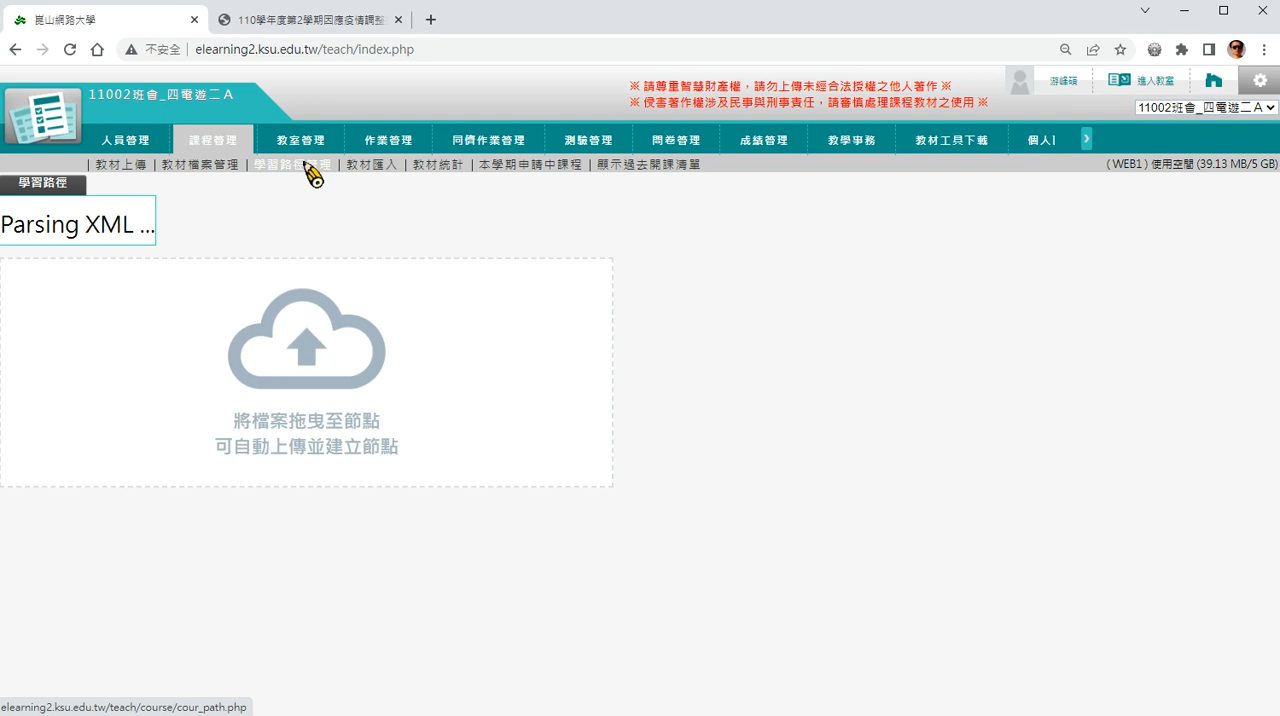 崑山網路大學
110學年度第2學期因應疫情調整
不安全
elearning2.ksu.edu.tw/teach/index.php
11002班會_四電遊二A
※ 請尊重智慧財產權，請勿上傳未經合法授權之他人著作 ※
※ 侵害著作權涉及民事與刑事責任，請審慎處理課程教材之使用 ※
進入教室
11002班會_四電遊二A
人員管理 課程管理 教室管理 作業管理 同儕作業管理 測驗管理 問卷管理 成績管理 教學事務 教材工具下載 個人
| 教材上傳 | 教材檔案管理 | 學習路徑管理 | 教材匯入 | 教材統計 | 本學期申請中課程 | 顯示過去開課清單
( WEB1 ) 使用空間 (39.13 MB/5 GB)
學習路徑
Parsing XML ...
將檔案拖曳至節點
可自動上傳並建立節點
elearning2.ksu.edu.tw/teach/course/cour_path.php